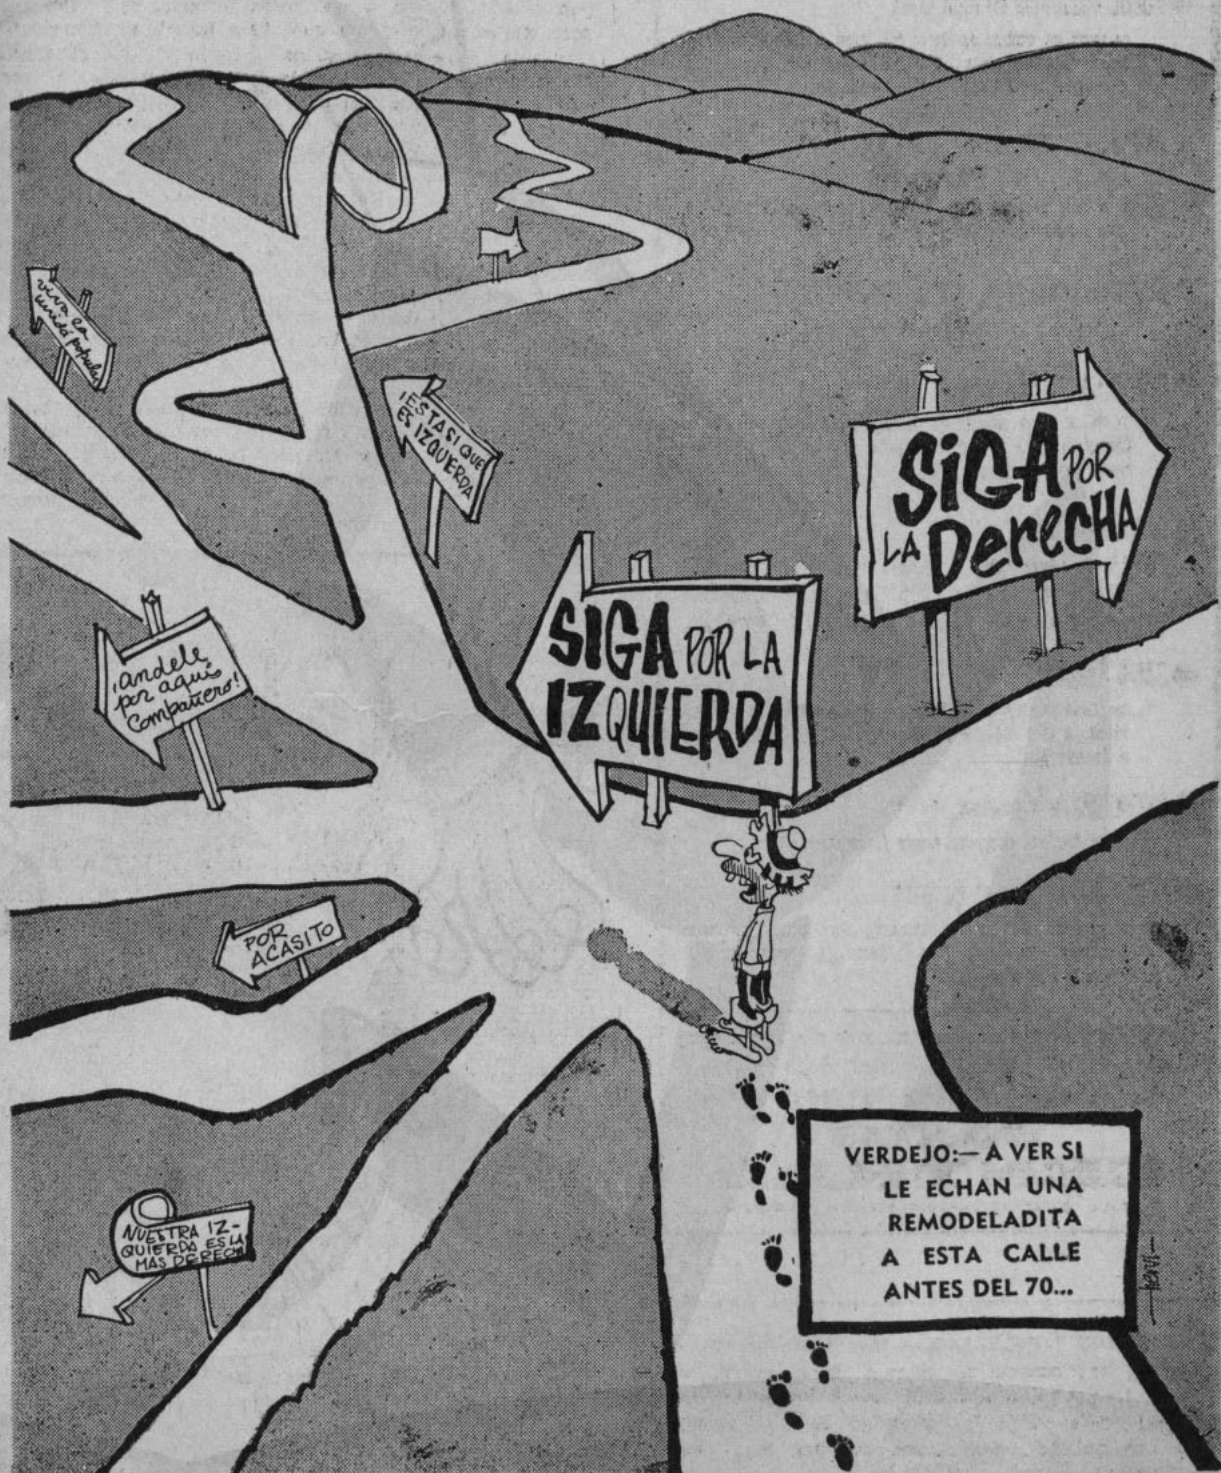 viva la
unidá popular
¡ESTA SI QUE
ES IZQUIERDA
SIGA POR
LA DERECHA
SIGA POR LA
IZQUIERDA
¡andele
por aquí
Compañero!
POR
ACASITO
NUESTRA IZ-
QUIERDA ES LA
MAS DERECHA
VERDEJO:— A VER SI
LE ECHAN UNA
REMODELADITA
A ESTA CALLE
ANTES DEL 70...